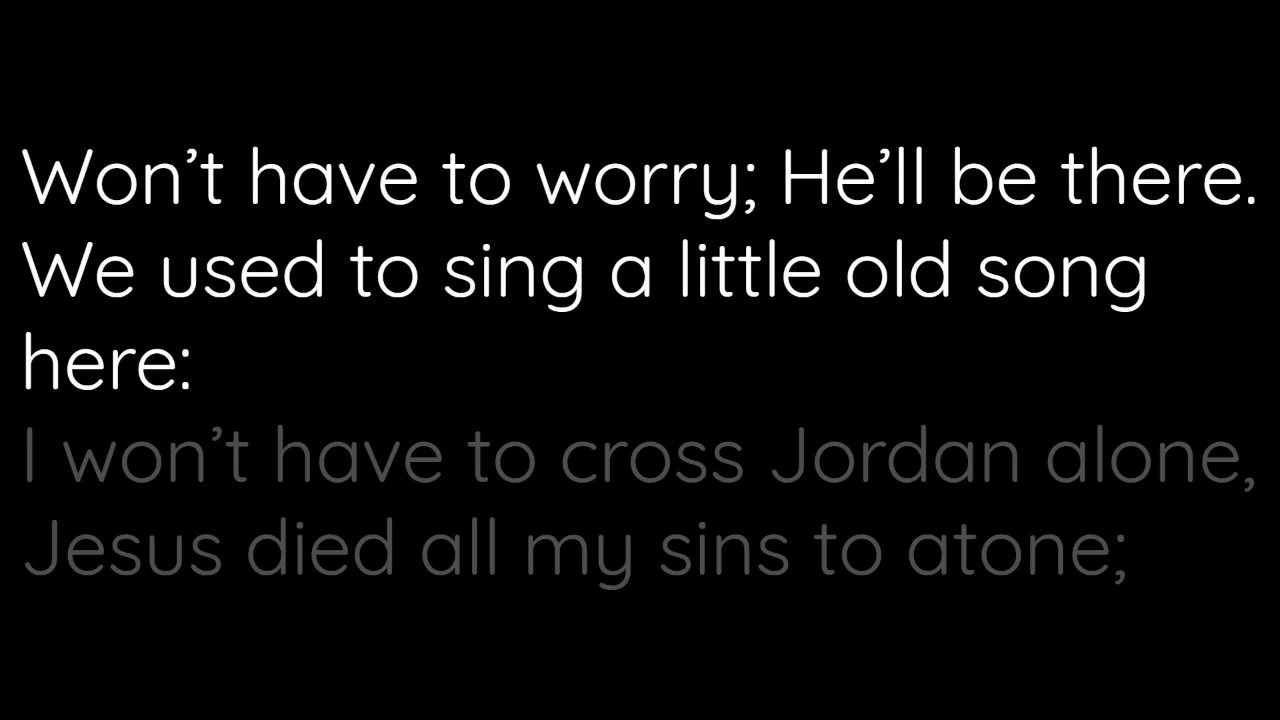 Won’t have to worry; He’ll be there.
We used to sing a little old song
here:
I won’t have to cross Jordan alone,
Jesus died all my sins to atone;